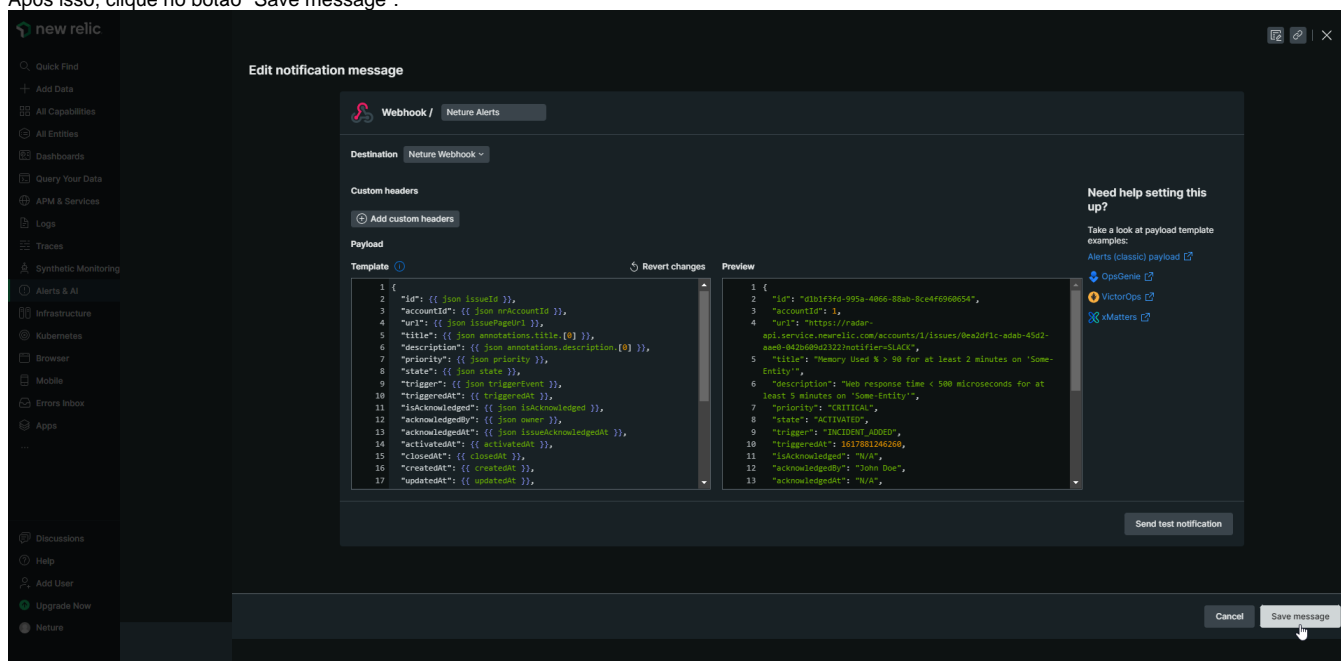 Após isso, clique no botão "Save message".
new relic
Quick Find
Add Data
All Capabilities
All Entities
Dashboards
Query Your Data
APM & Services
Logs
Traces
Synthetic Monitoring
Alerts & AI
Infrastructure
Kubernetes
Browser
Mobile
Errors Inbox
Apps
...
Discussions
Help
Add User
Upgrade Now
Neture
Edit notification message
Webhook / Neture Alerts
Destination Neture Webhook
Custom headers
Add custom headers
Payload
Template Revert changes
1 {
2 "id": {{ json issueId }},
3 "accountId": {{ json nrAccountId }},
4 "url": {{ json issuePageUrl }},
5 "title": {{ json annotations.title.[0] }},
6 "description": {{ json annotations.description.[0] }},
7 "priority": {{ json priority }},
8 "state": {{ json state }},
9 "trigger": {{ json triggerEvent }},
10 "triggeredAt": {{ triggeredAt }},
11 "isAcknowledged": {{ json isAcknowledged }},
12 "acknowledgedBy": {{ json owner }},
13 "acknowledgedAt": {{ json issueAcknowledgedAt }},
14 "activatedAt": {{ activatedAt }},
15 "closedAt": {{ closedAt }},
16 "createdAt": {{ createdAt }},
17 "updatedAt": {{ updatedAt }},
Preview
1 {
2 "id": "d1b1f3fd-995a-4066-88ab-8ce4f6960654",
3 "accountId": 1,
4 "url": "https://radar-
api.service.newrelic.com/accounts/1/issues/0ea2df1c-adab-45d2-
aae0-042b609d2322?notifier=SLACK",
5 "title": "Memory Used % > 90 for at least 2 minutes on 'Some-
Entity'",
6 "description": "Web response time < 500 microseconds for at
least 5 minutes on 'Some-Entity'",
7 "priority": "CRITICAL",
8 "state": "ACTIVATED",
9 "trigger": "INCIDENT_ADDED",
10 "triggeredAt": 1617881246260,
11 "isAcknowledged": "N/A",
12 "acknowledgedBy": "John Doe",
13 "acknowledgedAt": "N/A",
Need help setting this
up?
Take a look at payload template
examples:
Alerts (classic) payload
OpsGenie
VictorOps
xMatters
Send test notification
Cancel
Save message